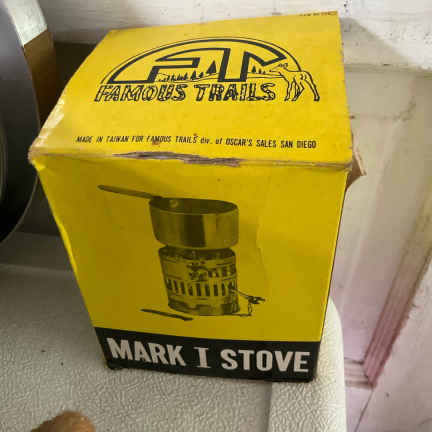 FT
FAMOUS TRAILS
MADE IN TAIWAN FOR FAMOUS TRAILS div. of OSCAR'S SALES SAN DIEGO
MARK I STOVE